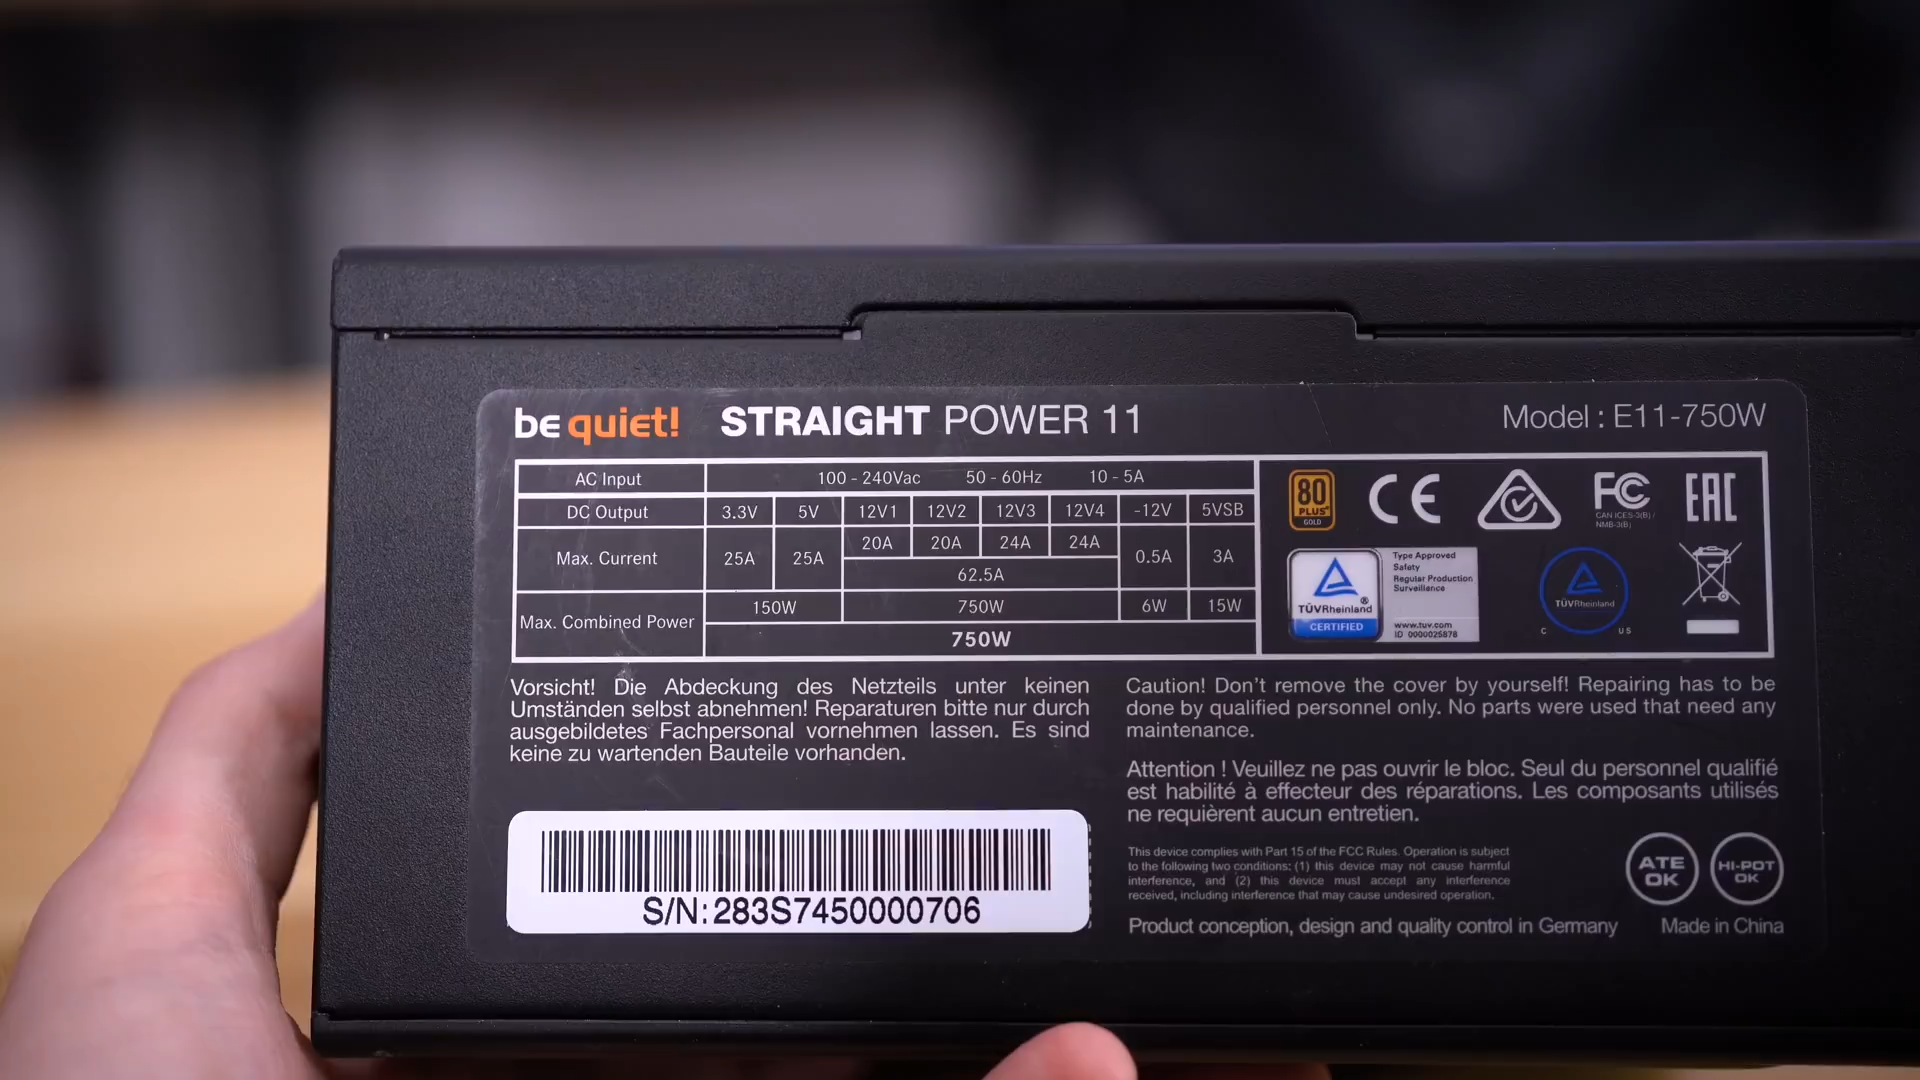 be quiet! STRAIGHT POWER 11
Model : E11-750W
AC Input 100 - 240Vac 50 - 60Hz 10 - 5A
DC Output 3.3V 5V 12V1 12V2 12V3 12V4 -12V 5VSB
Max. Current 25A 25A 20A 20A 24A 24A 0.5A 3A
62.5A
Max. Combined Power 150W 750W 6W 15W
750W
80
PLUS
GOLD
CE
FC
CAN ICES-3(B) /
NMB-3(B)
EAC
TÜVRheinland®
CERTIFIED
Type Approved
Safety
Regular Production
Surveillance
www.tuv.com
ID 0000025878
TÜVRheinland
C US
Vorsicht! Die Abdeckung des Netzteils unter keinen
Umständen selbst abnehmen! Reparaturen bitte nur durch
ausgebildetes Fachpersonal vornehmen lassen. Es sind
keine zu wartenden Bauteile vorhanden.
Caution! Don't remove the cover by yourself! Repairing has to be
done by qualified personnel only. No parts were used that need any
maintenance.
Attention ! Veuillez ne pas ouvrir le bloc. Seul du personnel qualifié
est habilité à effecteur des réparations. Les composants utilisés
ne requièrent aucun entretien.
S/N:283S7450000706
This device complies with Part 15 of the FCC Rules. Operation is subject
to the following two conditions: (1) this device may not cause harmful
interference, and (2) this device must accept any interference
received, including interference that may cause undesired operation.
ATE
OK
HI-POT
OK
Product conception, design and quality control in Germany
Made in China